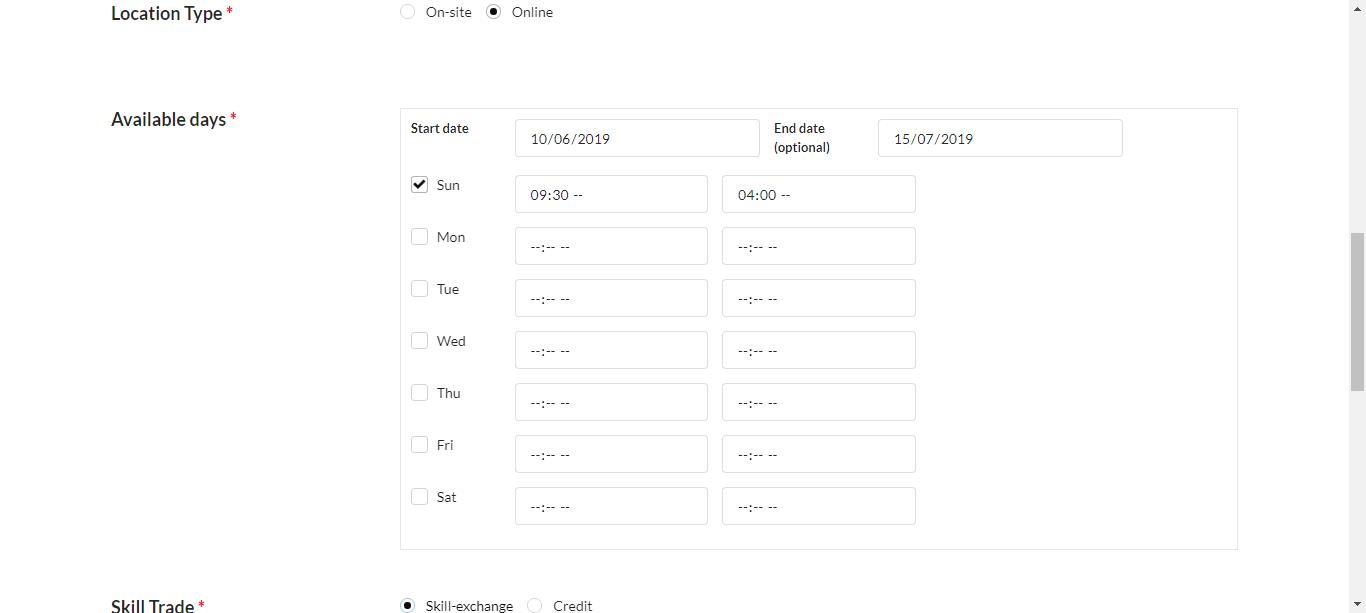 Location Type * On-site Online
Available days * Start date 10/06/2019 End date 15/07/2019
(optional)
Sun 09:30 -- 04:00 --
Mon --:-- -- --:-- --
Tue --:-- -- --:-- --
Wed --:-- -- --:-- --
Thu --:-- -- --:-- --
Fri --:-- -- --:-- --
Sat --:-- -- --:-- --
Skill Trade * Skill-exchange Credit